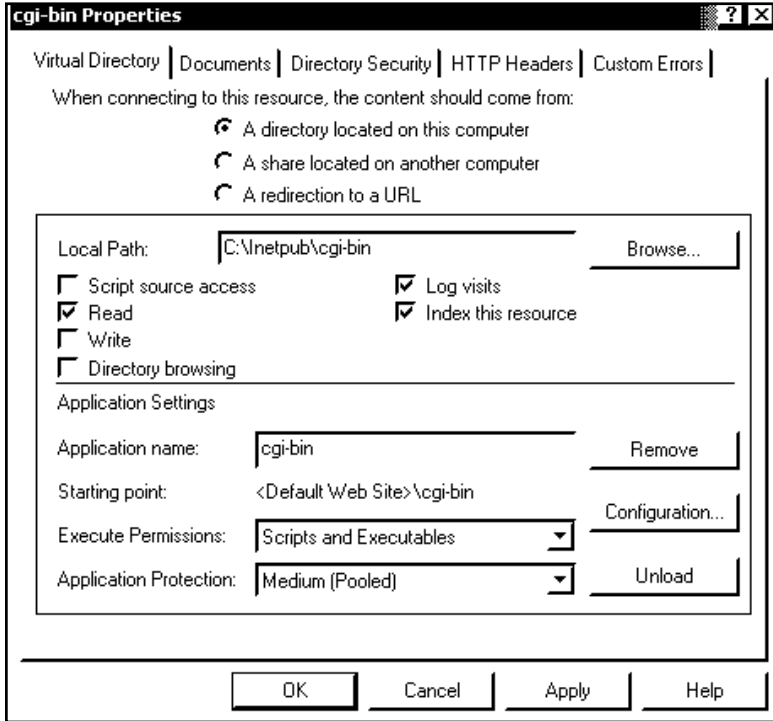 cgi-bin Properties
Virtual Directory Documents Directory Security HTTP Headers Custom Errors
When connecting to this resource, the content should come from:
A directory located on this computer
A share located on another computer
A redirection to a URL
Local Path: C:\Inetpub\cgi-bin Browse...
Script source access Log visits
Read Index this resource
Write
Directory browsing
Application Settings
Application name: cgi-bin Remove
Starting point: <Default Web Site>\cgi-bin
Configuration...
Execute Permissions: Scripts and Executables
Application Protection: Medium (Pooled) Unload
OK Cancel Apply Help